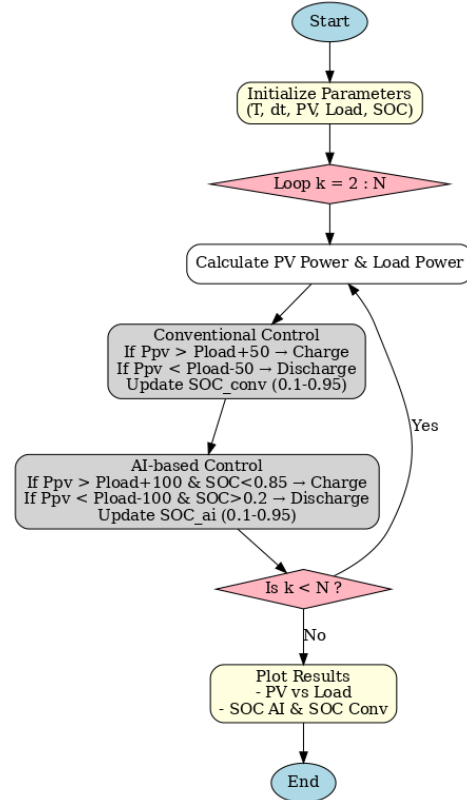 Start
Initialize Parameters
(T, dt, PV, Load, SOC)
Loop k = 2 : N
Calculate PV Power & Load Power
Conventional Control
If Ppv > Pload+50 → Charge
If Ppv < Pload-50 → Discharge
Update SOC_conv (0.1-0.95)
AI-based Control
If Ppv > Pload+100 & SOC<0.85 → Charge
If Ppv < Pload-100 & SOC>0.2 → Discharge
Update SOC_ai (0.1-0.95)
Yes
Is k < N ?
No
Plot Results
- PV vs Load
- SOC AI & SOC Conv
End